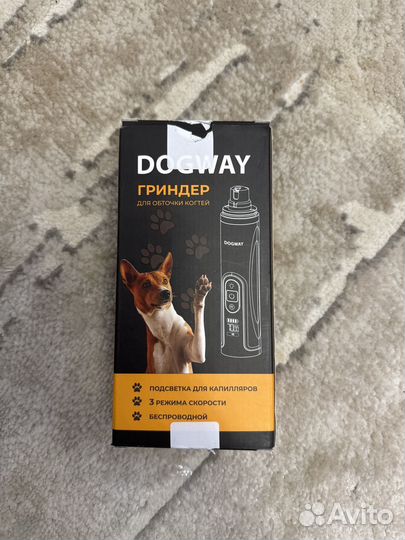 DOGWAY
ГРИНДЕР
ДЛЯ ОБТОЧКИ КОГТЕЙ
DOGWAY
ПОДСВЕТКА ДЛЯ КАПИЛЛЯРОВ
3 РЕЖИМА СКОРОСТИ
БЕСПРОВОДНОЙ
Avito